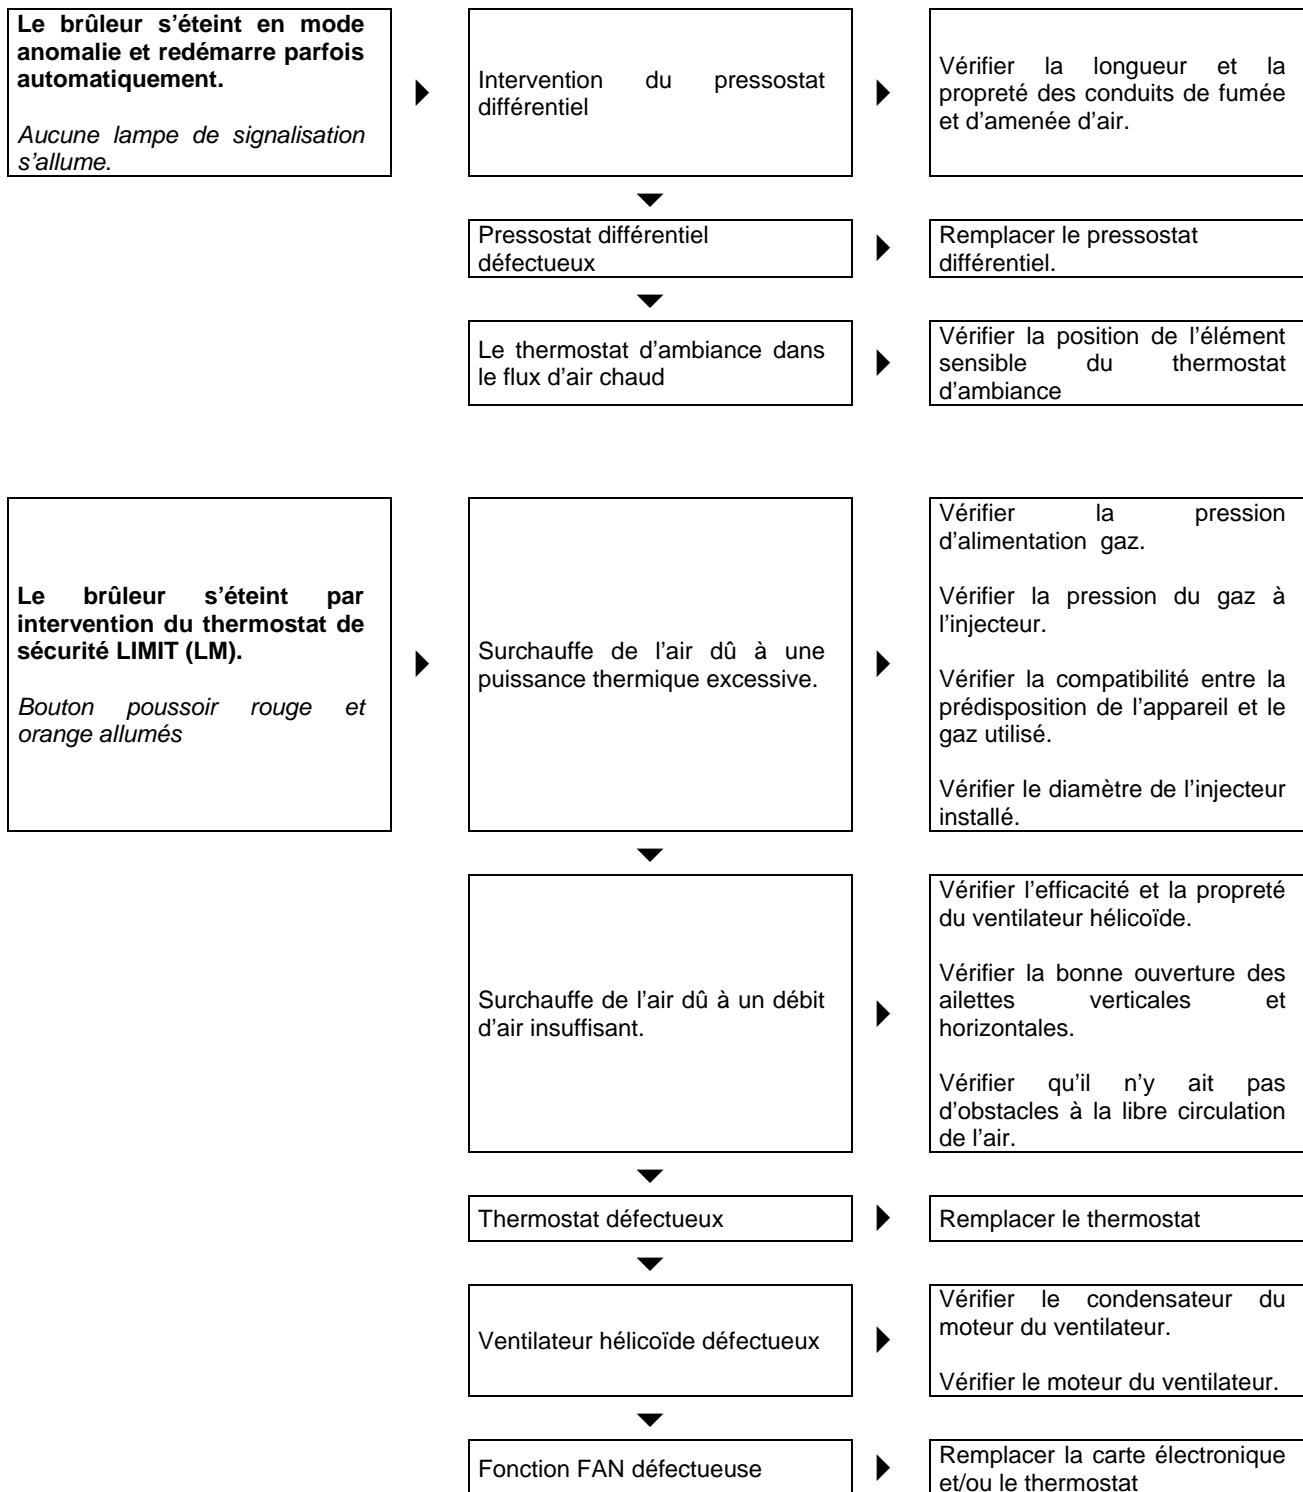 Le brûleur s’éteint en mode
anomalie et redémarre parfois
automatiquement.
Aucune lampe de signalisation
s’allume.
Intervention du pressostat
différentiel
Vérifier la longueur et la
propreté des conduits de fumée
et d’amenée d’air.
Pressostat différentiel
défectueux
Remplacer le pressostat
différentiel.
Le thermostat d’ambiance dans
le flux d’air chaud
Vérifier la position de l’élément
sensible du thermostat
d’ambiance
Le brûleur s’éteint par
intervention du thermostat de
sécurité LIMIT (LM).
Bouton poussoir rouge et
orange allumés
Surchauffe de l’air dû à une
puissance thermique excessive.
Vérifier la pression
d’alimentation gaz.
Vérifier la pression du gaz à
l’injecteur.
Vérifier la compatibilité entre la
prédisposition de l’appareil et le
gaz utilisé.
Vérifier le diamètre de l’injecteur
installé.
Surchauffe de l’air dû à un débit
d’air insuffisant.
Vérifier l’efficacité et la propreté
du ventilateur hélicoïde.
Vérifier la bonne ouverture des
ailettes verticales et
horizontales.
Vérifier qu’il n’y ait pas
d’obstacles à la libre circulation
de l’air.
Thermostat défectueux
Remplacer le thermostat
Ventilateur hélicoïde défectueux
Vérifier le condensateur du
moteur du ventilateur.
Vérifier le moteur du ventilateur.
Fonction FAN défectueuse
Remplacer la carte électronique
et/ou le thermostat